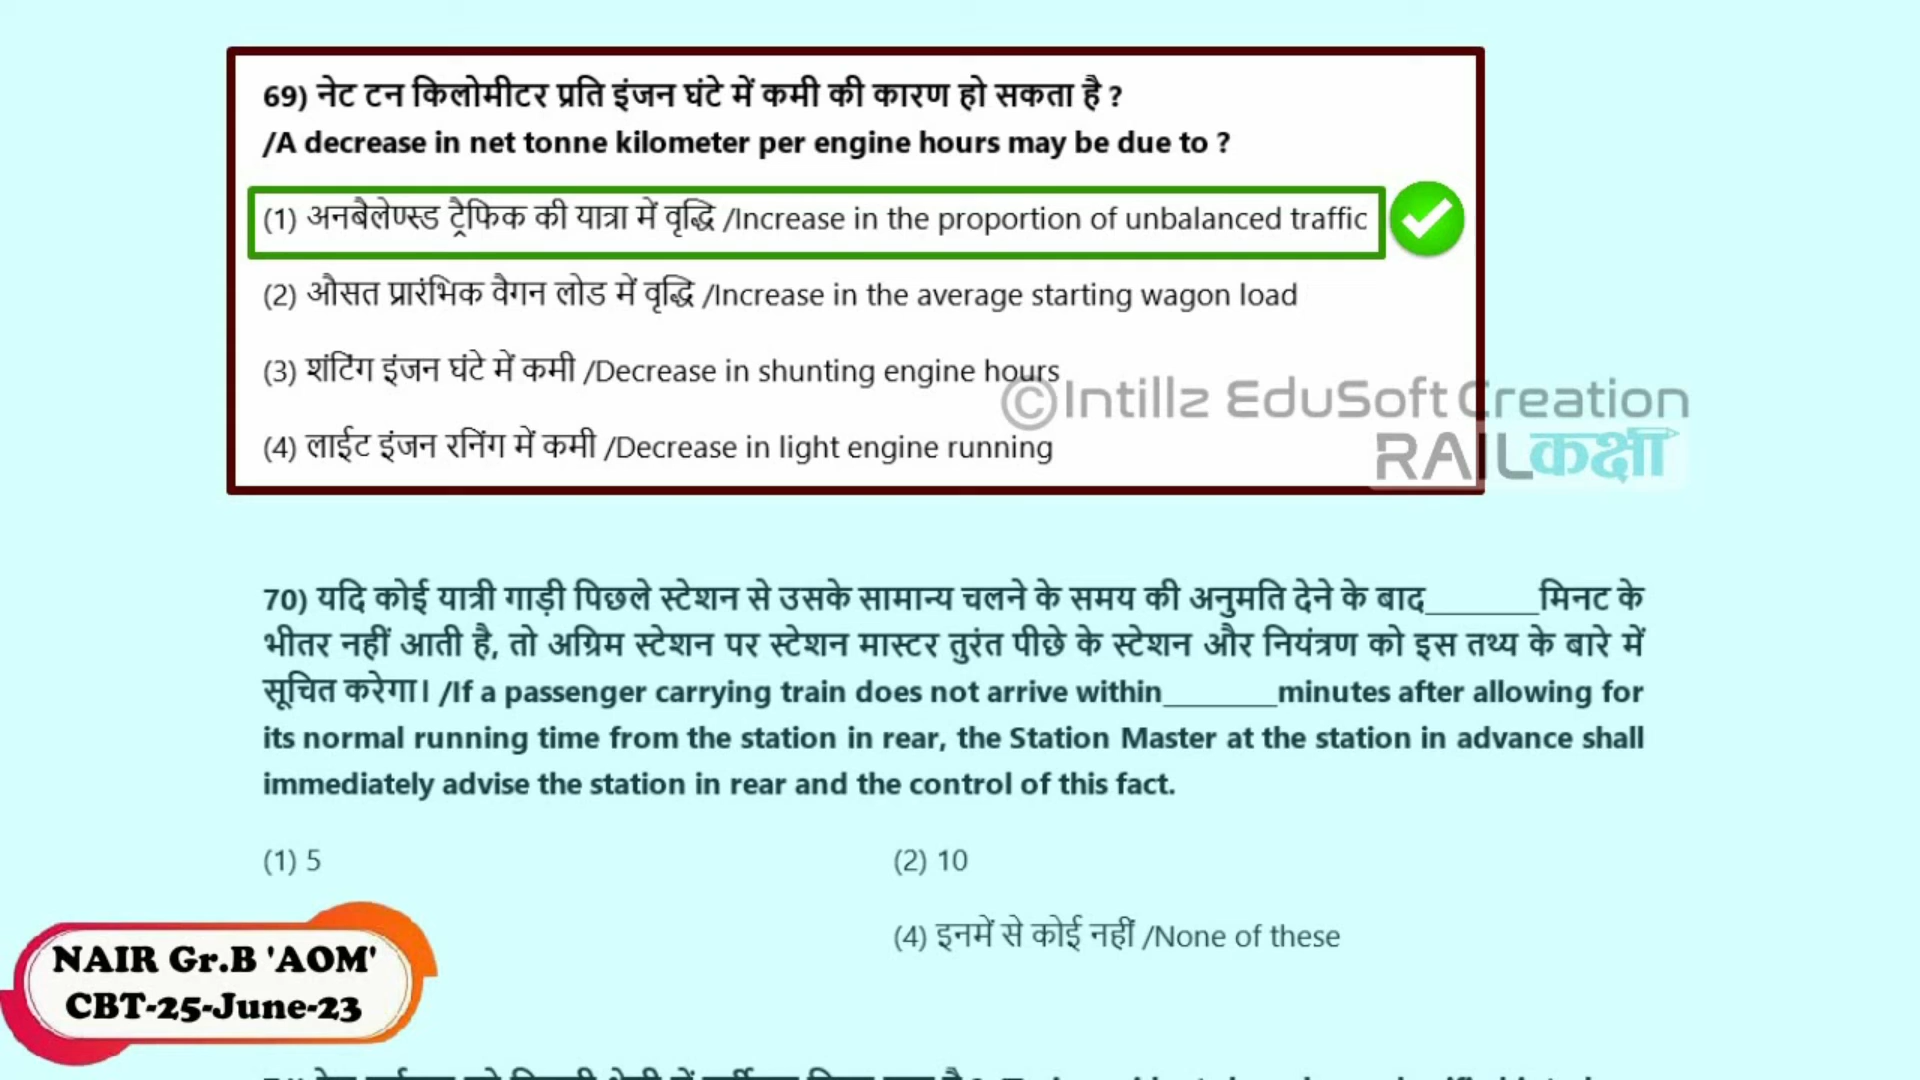 69) नेट टन किलोमीटर प्रति इंजन घंटे में कमी की कारण हो सकता है ?
/A decrease in net tonne kilometer per engine hours may be due to ?
(1) अनबैलेण्स्ड ट्रैफिक की यात्रा में वृद्धि /Increase in the proportion of unbalanced traffic
(2) औसत प्रारंभिक वैगन लोड में वृद्धि /Increase in the average starting wagon load
(3) शंटिंग इंजन घंटे में कमी /Decrease in shunting engine hours
©Intillz EduSoft Creation
(4) लाईट इंजन रनिंग में कमी /Decrease in light engine running
RAILकक्षा
70) यदि कोई यात्री गाड़ी पिछले स्टेशन से उसके सामान्य चलने के समय की अनुमति देने के बाद_______मिनट के
भीतर नहीं आती है, तो अग्रिम स्टेशन पर स्टेशन मास्टर तुरंत पीछे के स्टेशन और नियंत्रण को इस तथ्य के बारे में
सूचित करेगा। /If a passenger carrying train does not arrive within_______minutes after allowing for
its normal running time from the station in rear, the Station Master at the station in advance shall
immediately advise the station in rear and the control of this fact.
(1) 5
(2) 10
(4) इनमें से कोई नहीं /None of these
NAIR Gr.B 'AOM'
CBT-25-June-23